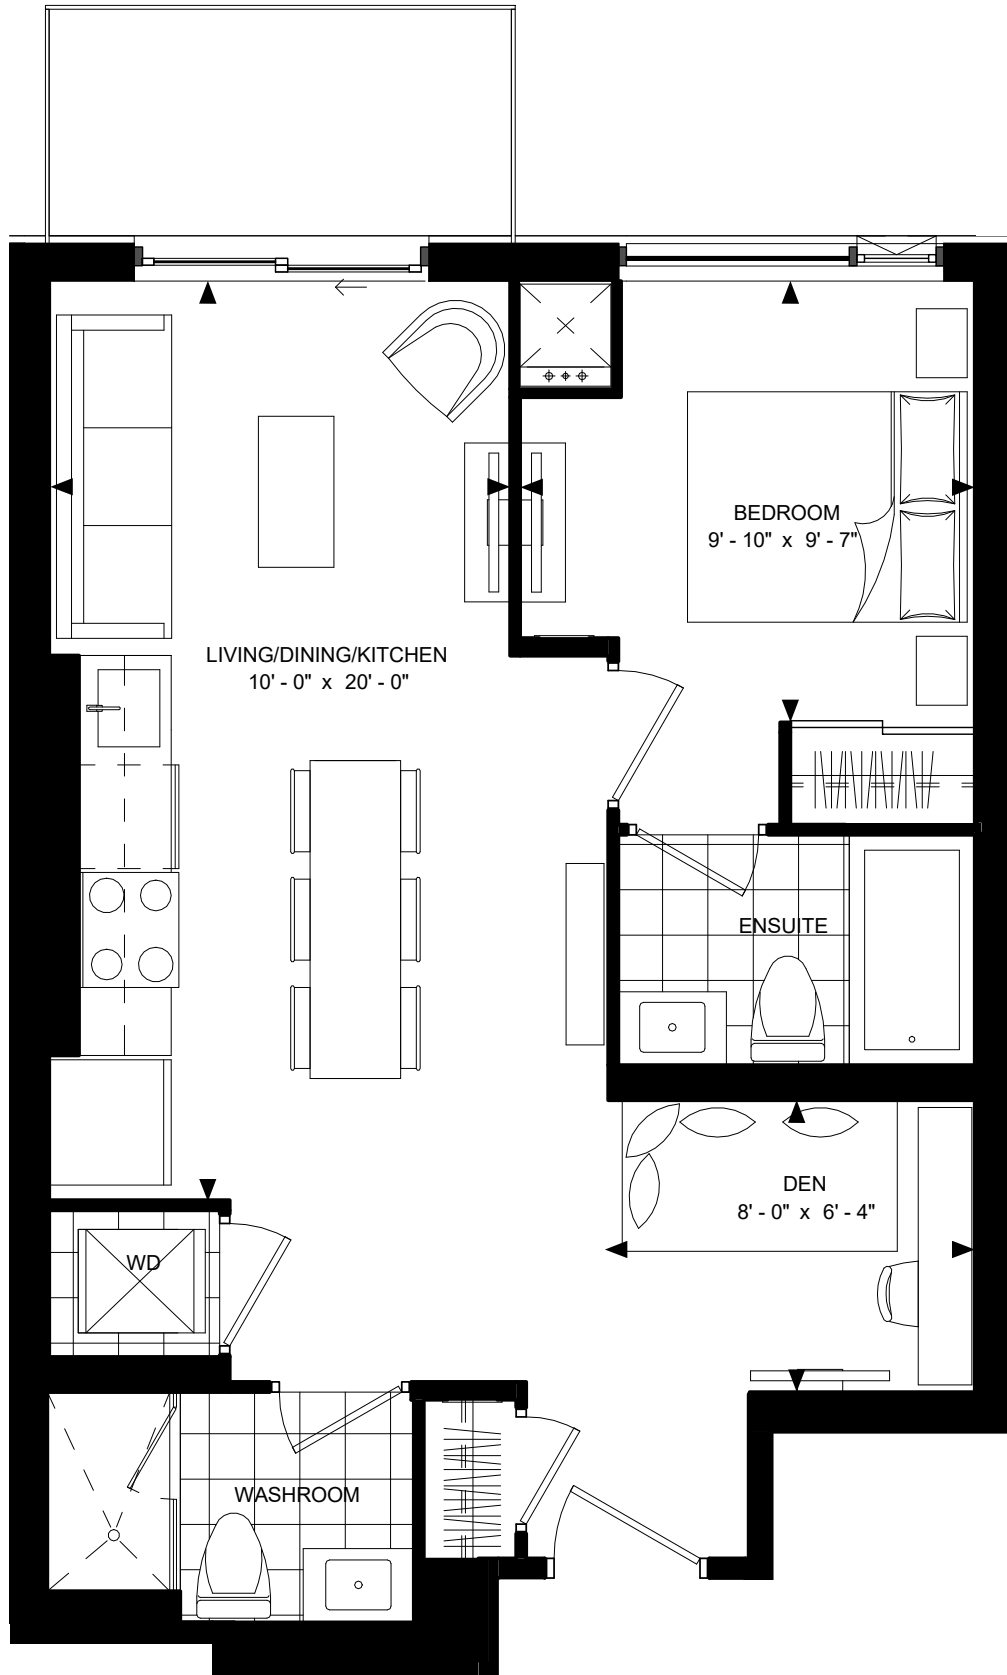 BEDROOM
9' - 10" x 9' - 7"
LIVING/DINING/KITCHEN
10' - 0" x 20' - 0"
ENSUITE
DEN
8' - 0" x 6' - 4"
WD
WASHROOM